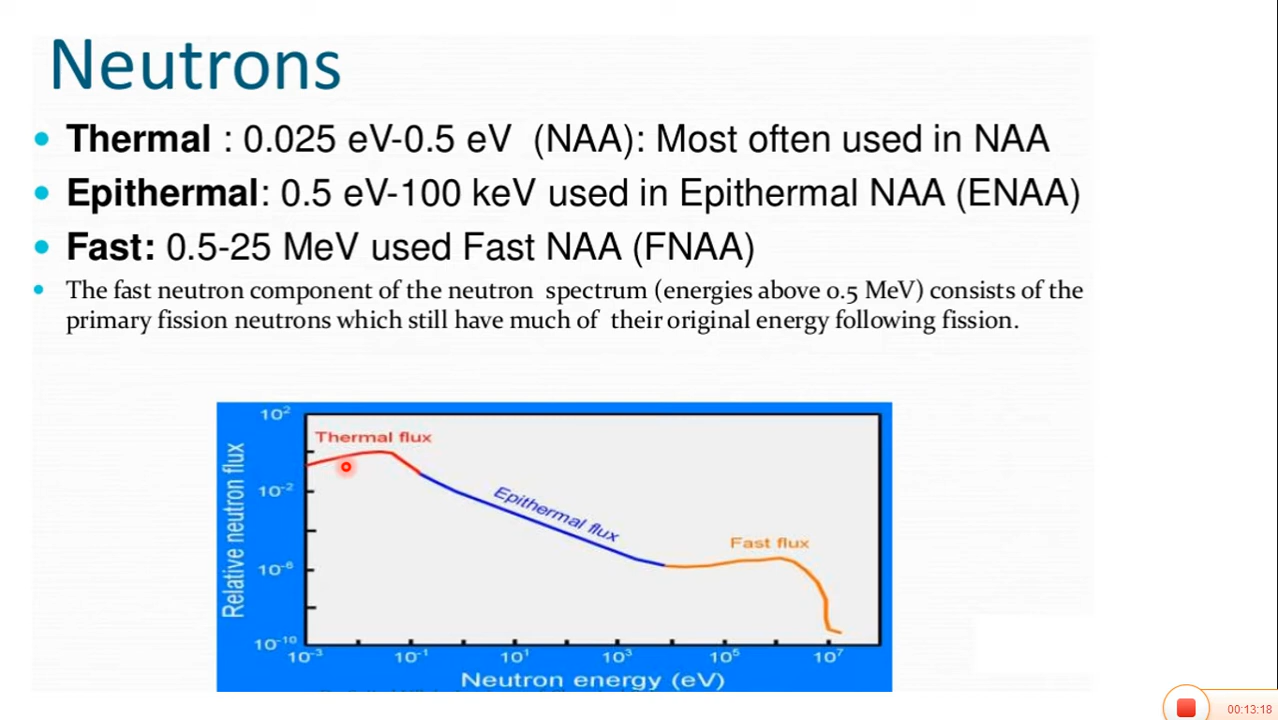 Neutrons
Thermal : 0.025 eV-0.5 eV (NAA): Most often used in NAA
Epithermal: 0.5 eV-100 keV used in Epithermal NAA (ENAA)
Fast: 0.5-25 MeV used Fast NAA (FNAA)
The fast neutron component of the neutron spectrum (energies above 0.5 MeV) consists of the
primary fission neutrons which still have much of their original energy following fission.
10²
Thermal flux
Relative neutron flux
10⁻²
Epithermal flux
Fast flux
10⁻⁶
10⁻¹⁰
10⁻³ 10⁻¹ 10¹ 10³ 10⁵ 10⁷
Neutron energy (eV)
00:13:18